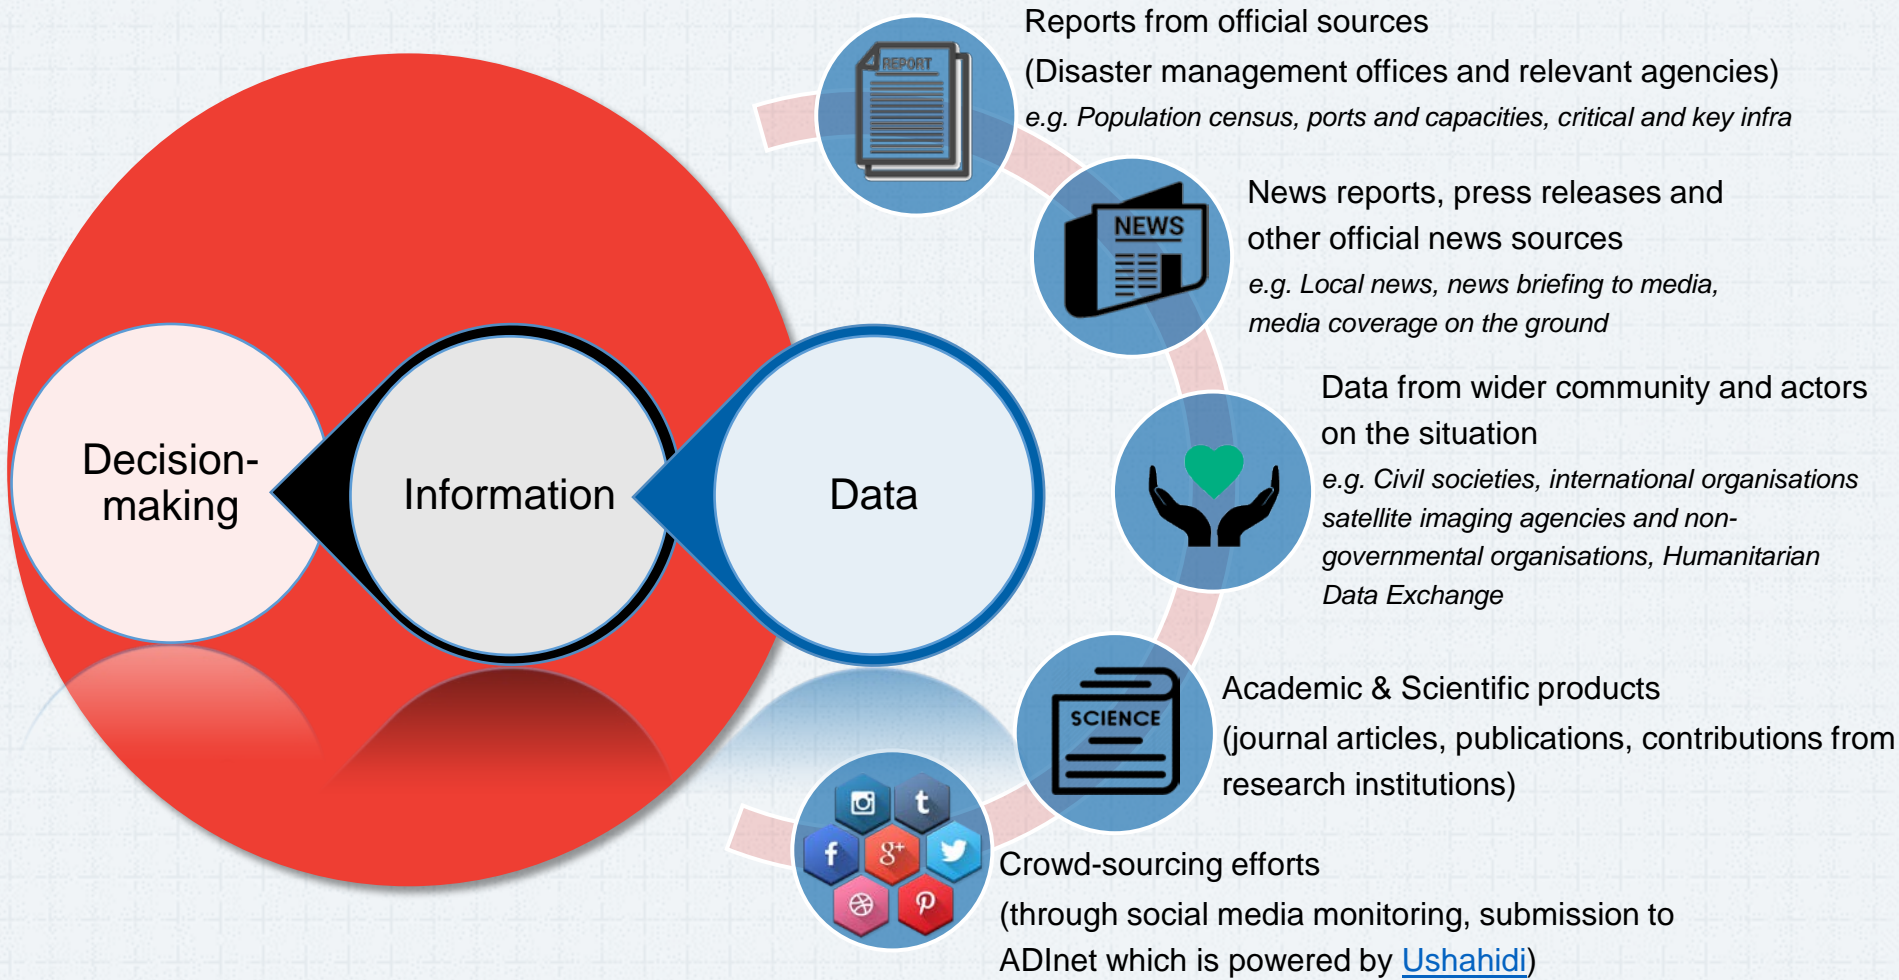 Reports from official sources
(Disaster management offices and relevant agencies)
e.g. Population census, ports and capacities, critical and key infra
REPORT
News reports, press releases and
other official news sources
e.g. Local news, news briefing to media,
media coverage on the ground
NEWS
Data from wider community and actors
on the situation
e.g. Civil societies, international organisations
satellite imaging agencies and non-
governmental organisations, Humanitarian
Data Exchange
Decision-
making
Information
Data
Academic & Scientific products
(journal articles, publications, contributions from
research institutions)
SCIENCE
Crowd-sourcing efforts
(through social media monitoring, submission to
ADInet which is powered by Ushahidi)
t
f
g+